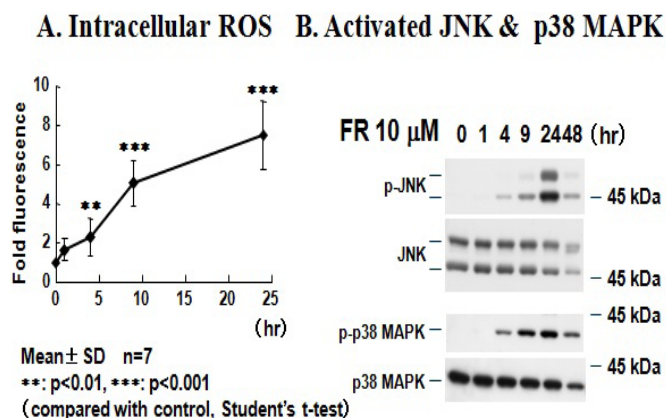 A. Intracellular ROS
B. Activated JNK & p38 MAPK
Fold fluorescence
10
8
6
4
2
0
0 5 10 15 20 25
(hr)
**
***
***
Mean± SD n=7
**: p<0.01, ***: p<0.001
(compared with control, Student's t-test)
FR 10 μM 0 1 4 9 24 48 (hr)
p-JNK
45 kDa
JNK
45 kDa
45 kDa
p-p38 MAPK
45 kDa
p38 MAPK